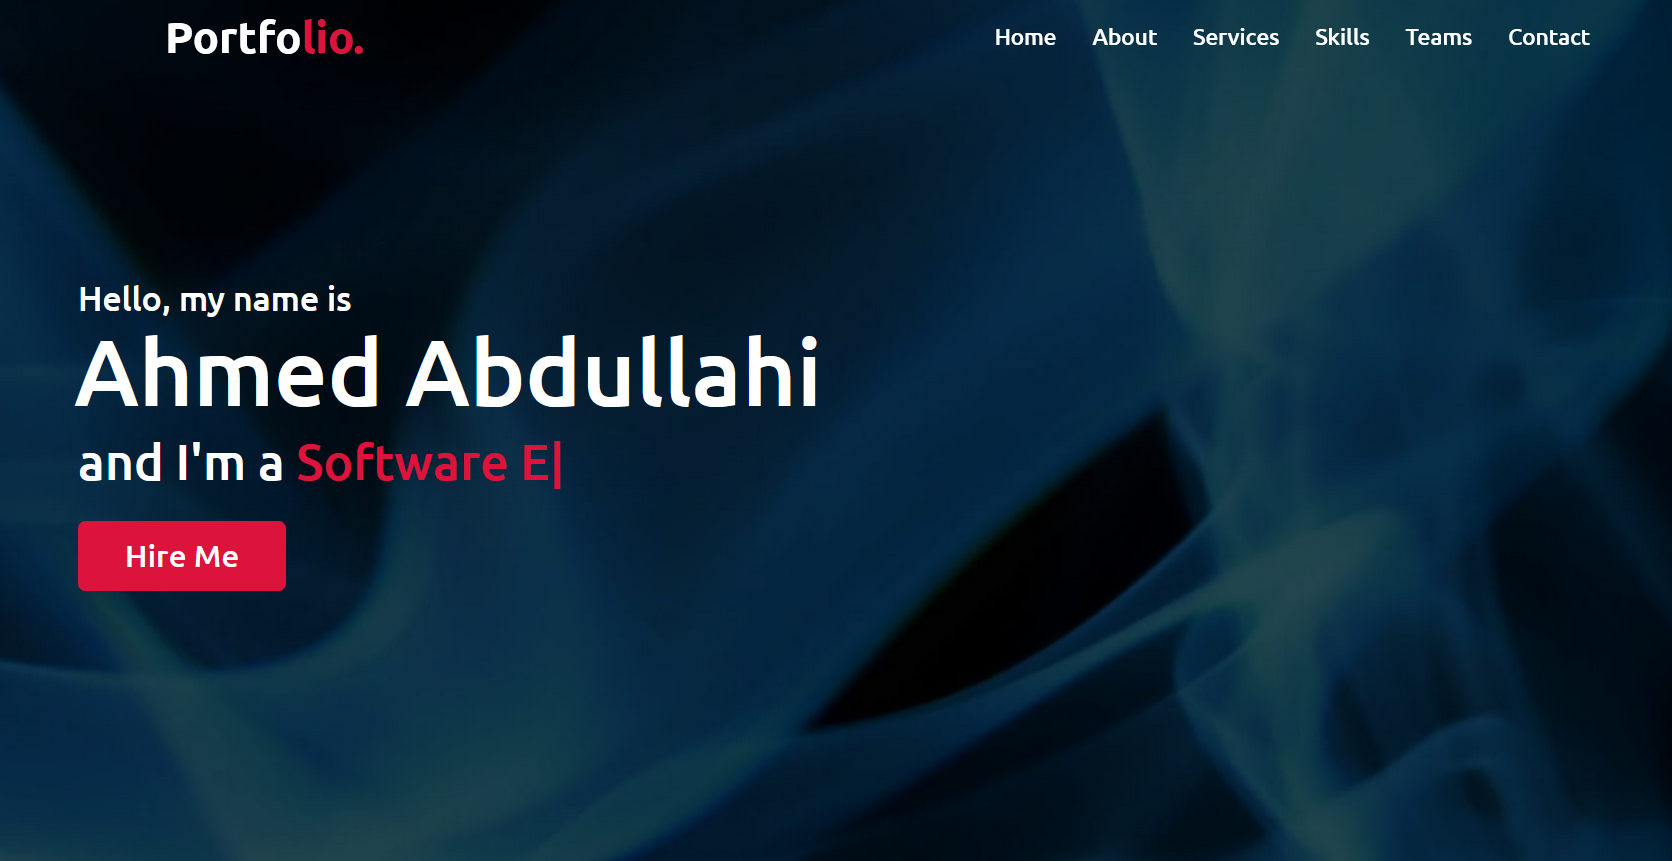 Portfolio.
Home About Services Skills Teams Contact
Hello, my name is
Ahmed Abdullahi
and I'm a Software E|
Hire Me